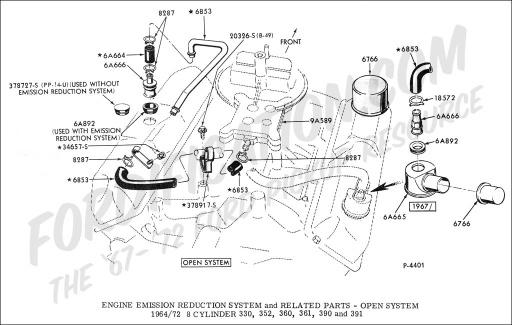 8287
★6853
20326-S (B-49)
FRONT
★6A664
6A666
378727-S (PP-14-U)(USED WITHOUT
EMISSION REDUCTION SYSTEM)
6A892
(USED WITH EMISSION
REDUCTION SYSTEM)
★34657-S
8287
★6853
9A589
8287
★6853
★378917-S
6766
★6853
18572
6A666
6A892
6A665
1967/
6766
OPEN SYSTEM
P-4401
FORDIFICATION.COM
THE '67-'72 FORD PICKUP RESOURCE
ENGINE EMISSION REDUCTION SYSTEM and RELATED PARTS - OPEN SYSTEM
1964/72 8 CYLINDER 330, 352, 360, 361, 390 and 391